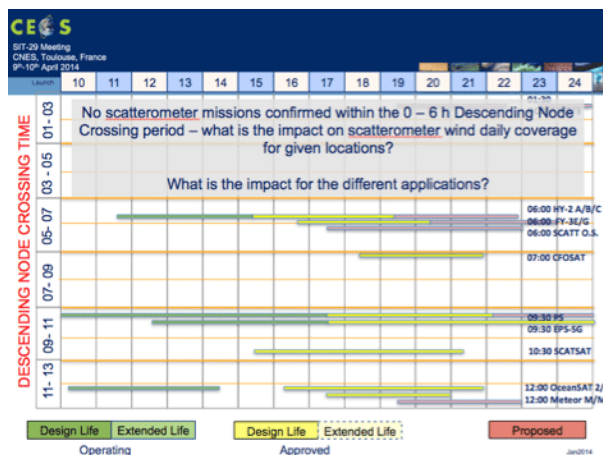 CEOS
SIT-29 Meeting
CNES, Toulouse, France
9th-10th April 2014
Launch 10 11 12 13 14 15 16 17 18 19 20 21 22 23 24
DESCENDING NODE CROSSING TIME
01- 03
03 - 05
05- 07
07- 09
09- 11
11- 13
No scatterometer missions confirmed within the 0 – 6 h Descending Node
Crossing period – what is the impact on scatterometer wind daily coverage
for given locations?
What is the impact for the different applications?
06:00 HY-2 A/B/C
06:00 FY-3E/G
06:00 SCATT O.S.
07:00 CFOSAT
09:30 PS
09:30 EPS-SG
10:30 SCATSAT
12:00 OceanSAT 2/
12:00 Meteor M/M
Design Life Extended Life Design Life Extended Life Proposed
Operating Approved
Jan2014